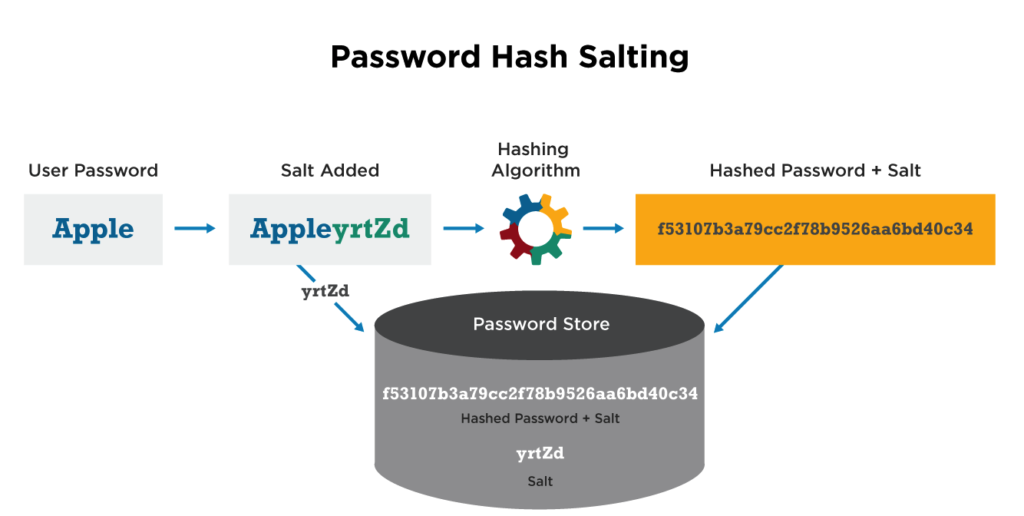 Password Hash Salting
User Password
Salt Added
Hashing
Algorithm
Hashed Password + Salt
Apple
AppleyrtZd
f53107b3a79cc2f78b9526aa6bd40c34
yrtZd
Password Store
f53107b3a79cc2f78b9526aa6bd40c34
Hashed Password + Salt
yrtZd
Salt